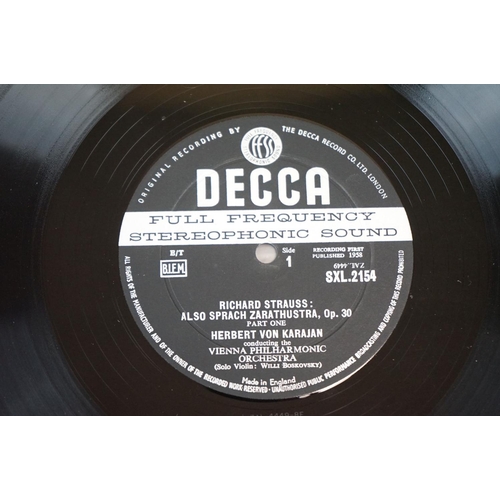 ORIGINAL RECORDING BY
THE DECCA RECORD CO. LTD. LONDON
FFSS
DECCA
FULL FREQUENCY
STEREOPHONIC SOUND
E/T
B.I.E.M.
Side
1
RECORDING FIRST
PUBLISHED 1958
ZAL.4449
SXL.2154
RICHARD STRAUSS:
ALSO SPRACH ZARATHUSTRA, Op. 30
PART ONE
HERBERT VON KARAJAN
conducting the
VIENNA PHILHARMONIC
ORCHESTRA
(Solo Violin: WILLI BOSKOVSKY)
Made in England
ALL RIGHTS OF THE MANUFACTURER AND OF THE OWNER OF THE RECORDED WORK RESERVED—UNAUTHORISED PUBLIC PERFORMANCE BROADCASTING AND COPYING OF THIS RECORD PROHIBITED